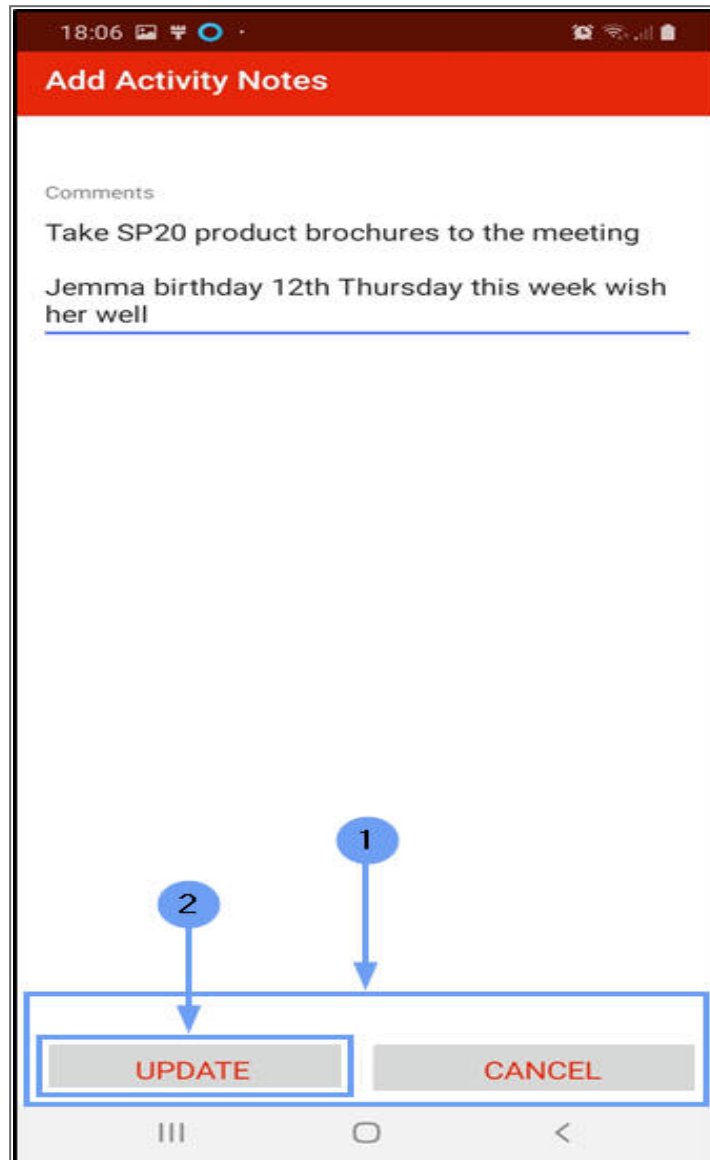 18:06
Add Activity Notes
Comments
Take SP20 product brochures to the meeting
Jemma birthday 12th Thursday this week wish
her well
1
2
UPDATE
CANCEL